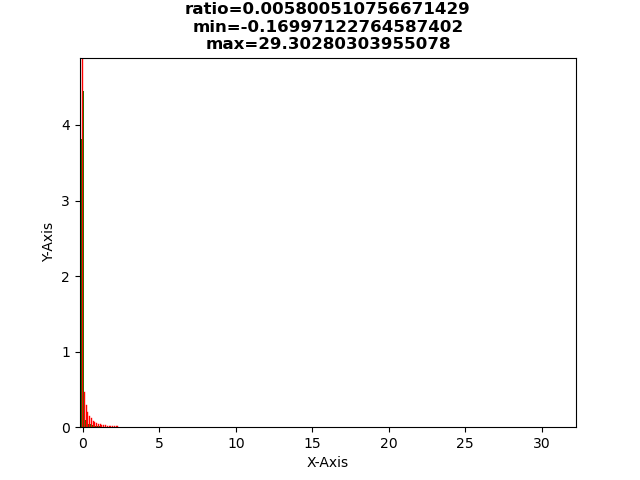 ratio=0.005800510756671429
min=-0.16997122764587402
max=29.30280303955078
4
3
2
1
0
Y-Axis
0 5 10 15 20 25 30
X-Axis